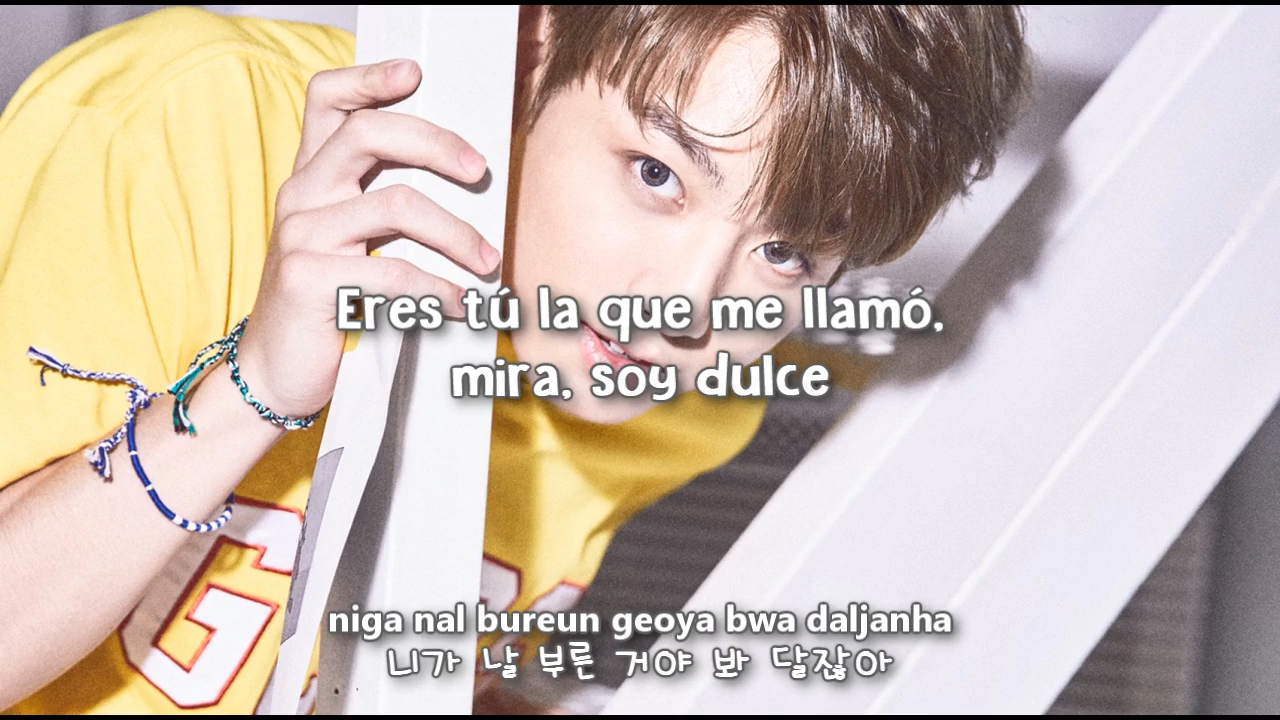 Eres tú la que me llamó,
mira, soy dulce
niga nal bureun geoya bwa daljanha
니가 날 부른 거야 봐 달잖아